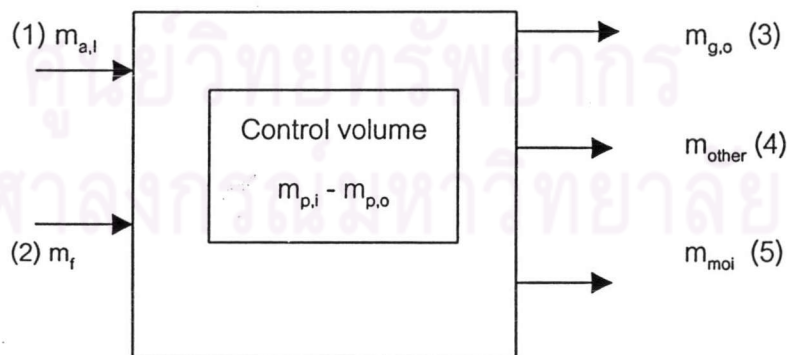 (1) m_a,I
m_g,o (3)
ศูนย์วิทยทรัพยากร
Control volume
m_other (4)
จุฬาลงกรณ์มหาวิทยาลัย
m_p,i - m_p,o
(2) m_f
m_moi (5)